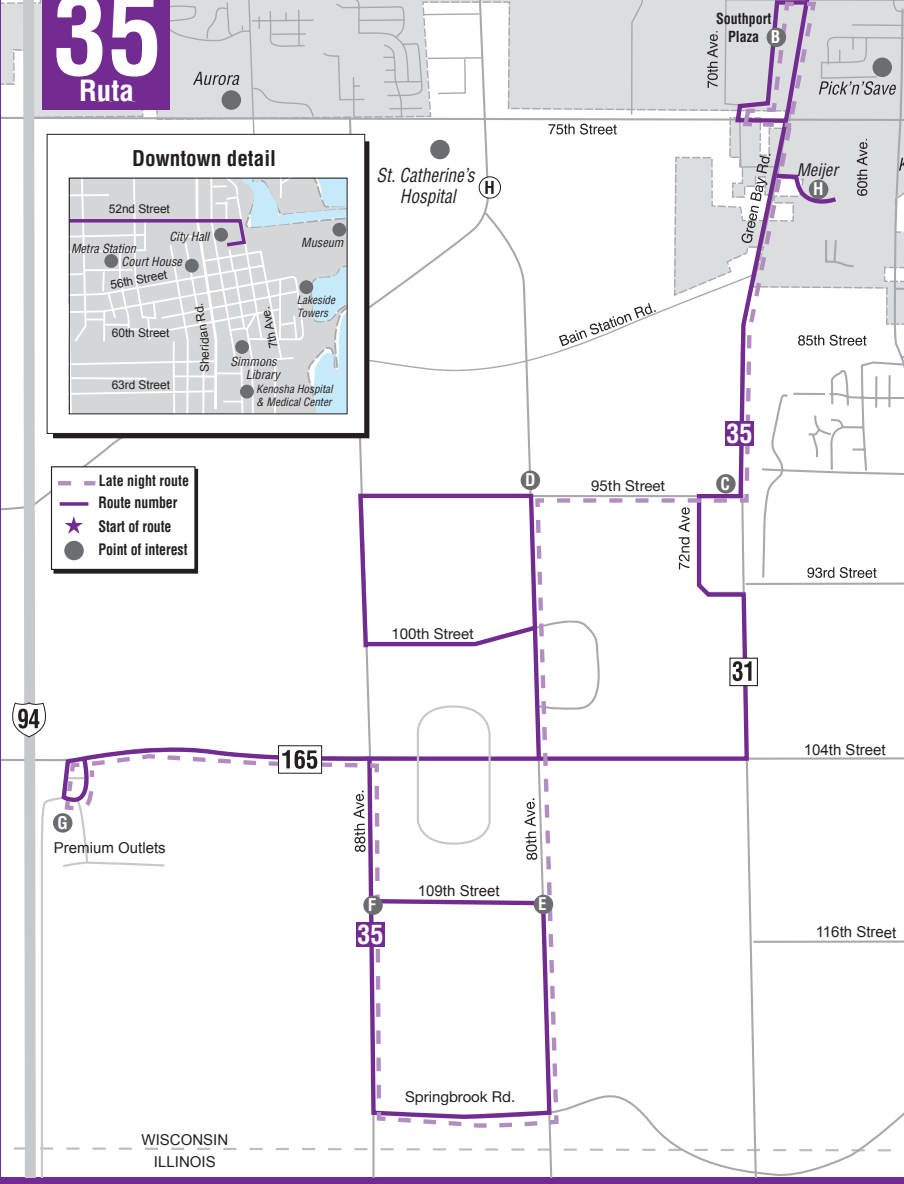 35
Ruta
Aurora
Southport
Plaza
B
70th Ave.
Pick'n'Save
75th Street
St. Catherine's
Hospital
H
Green Bay Rd.
Meijer
H
60th Ave.
Downtown detail
52nd Street
City Hall
Museum
Metra Station
Court House
56th Street
Lakeside
Towers
60th Street
Sheridan Rd.
7th Ave.
Simmons
Library
63rd Street
Kenosha Hospital
& Medical Center
Bain Station Rd.
85th Street
35
Late night route
Route number
Start of route
Point of interest
D
95th Street
C
72nd Ave
93rd Street
100th Street
31
94
165
104th Street
G
Premium Outlets
88th Ave.
80th Ave.
109th Street
F
E
35
116th Street
Springbrook Rd.
WISCONSIN
ILLINOIS